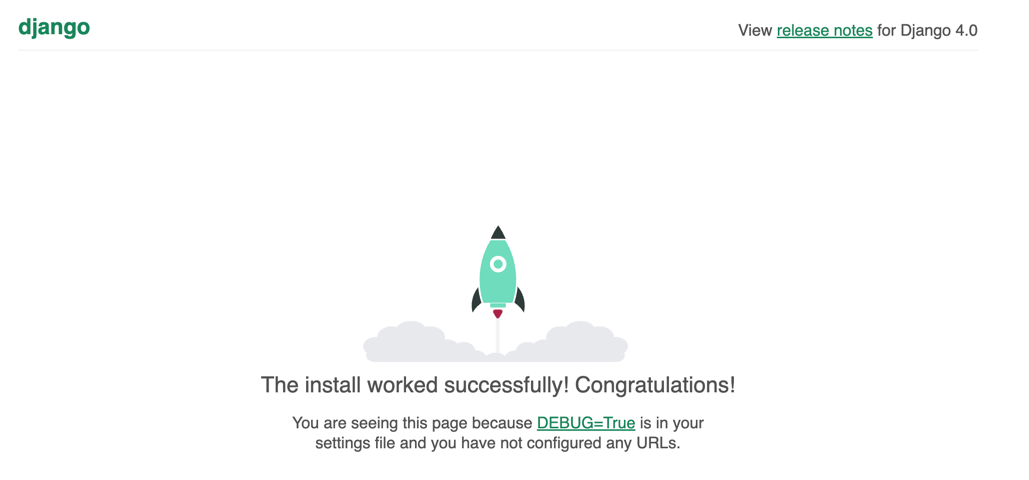 django
View release notes for Django 4.0
The install worked successfully! Congratulations!
You are seeing this page because DEBUG=True is in your
settings file and you have not configured any URLs.